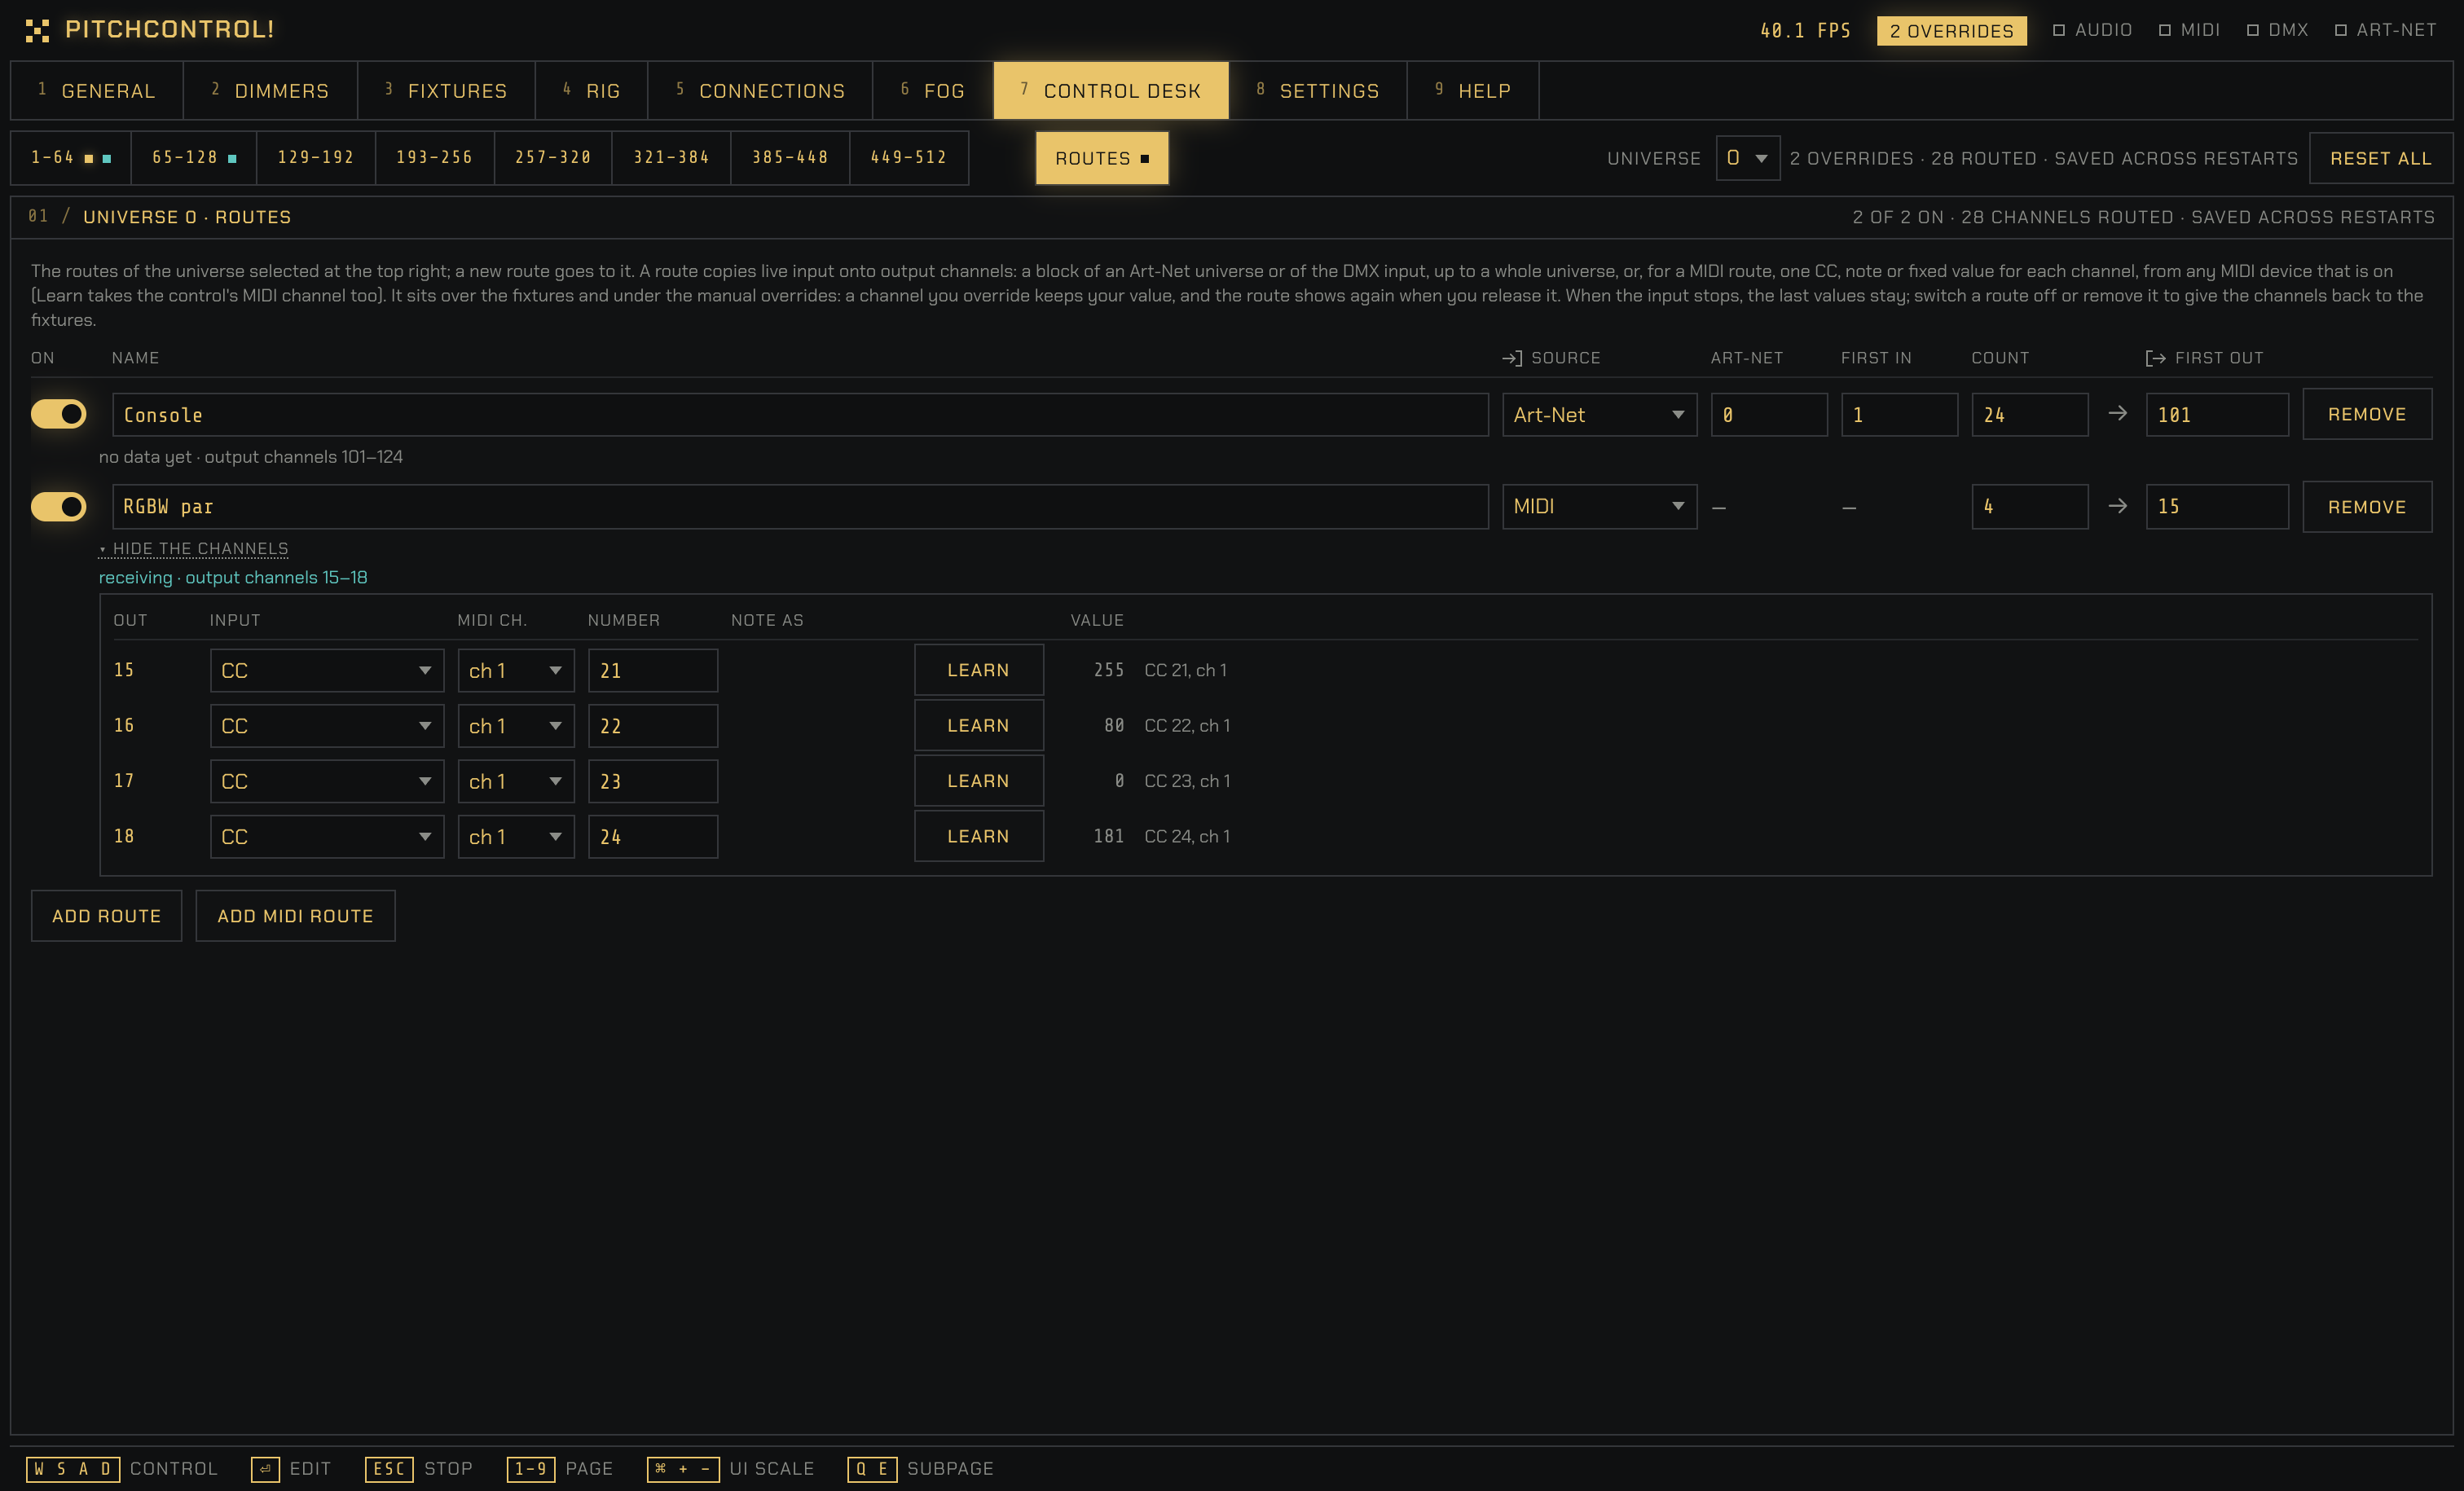 PITCHCONTROL!
40.1 FPS 2 OVERRIDES AUDIO MIDI DMX ART-NET
1 GENERAL 2 DIMMERS 3 FIXTURES 4 RIG 5 CONNECTIONS 6 FOG 7 CONTROL DESK 8 SETTINGS 9 HELP
1–64 65–128 129–192 193–256 257–320 321–384 385–448 449–512 ROUTES UNIVERSE 0 2 OVERRIDES · 28 ROUTED · SAVED ACROSS RESTARTS RESET ALL
01 / UNIVERSE 0 · ROUTES 2 OF 2 ON · 28 CHANNELS ROUTED · SAVED ACROSS RESTARTS
The routes of the universe selected at the top right; a new route goes to it. A route copies live input onto output channels: a block of an Art-Net universe or of the DMX input, up to a whole universe, or, for a MIDI route, one CC, note or fixed value for each channel, from any MIDI device that is on
(Learn takes the control's MIDI channel too). It sits over the fixtures and under the manual overrides: a channel you override keeps your value, and the route shows again when you release it. When the input stops, the last values stay; switch a route off or remove it to give the channels back to the
fixtures.
ON NAME SOURCE ART-NET FIRST IN COUNT FIRST OUT
Console Art-Net 0 1 24 → 101 REMOVE
no data yet · output channels 101–124
RGBW par MIDI — — 4 → 15 REMOVE
▾ HIDE THE CHANNELS
receiving · output channels 15–18
OUT INPUT MIDI CH. NUMBER NOTE AS VALUE
15 CC ch 1 21 LEARN 255 CC 21, ch 1
16 CC ch 1 22 LEARN 80 CC 22, ch 1
17 CC ch 1 23 LEARN 0 CC 23, ch 1
18 CC ch 1 24 LEARN 181 CC 24, ch 1
ADD ROUTE ADD MIDI ROUTE
W S A D CONTROL ⏎ EDIT ESC STOP 1–9 PAGE ⌘ + − UI SCALE Q E SUBPAGE